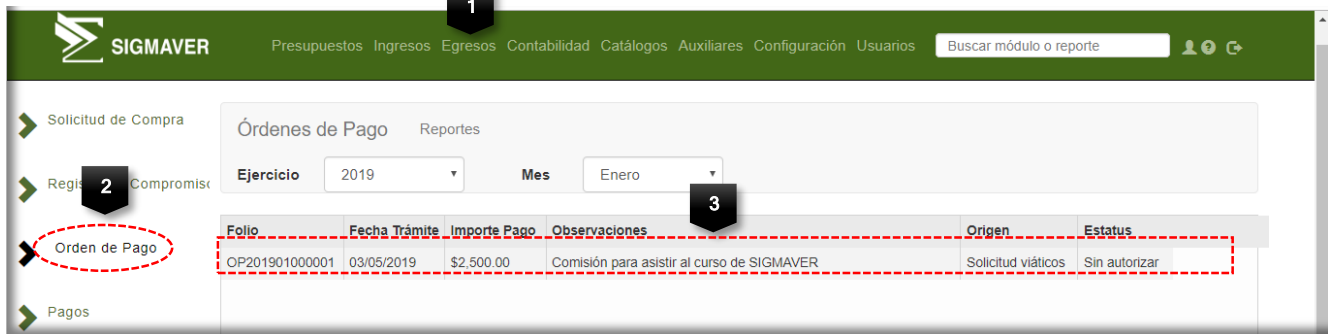 1
SIGMAVER
Presupuestos Ingresos Egresos Contabilidad Catálogos Auxiliares Configuración Usuarios
Buscar módulo o reporte
Solicitud de Compra
Órdenes de Pago Reportes
Ejercicio 2019 Mes Enero
2 Compromiso
3
Orden de Pago
Folio Fecha Trámite Importe Pago Observaciones Origen Estatus
OP201901000001 03/05/2019 $2,500.00 Comisión para asistir al curso de SIGMAVER Solicitud viáticos Sin autorizar
Pagos